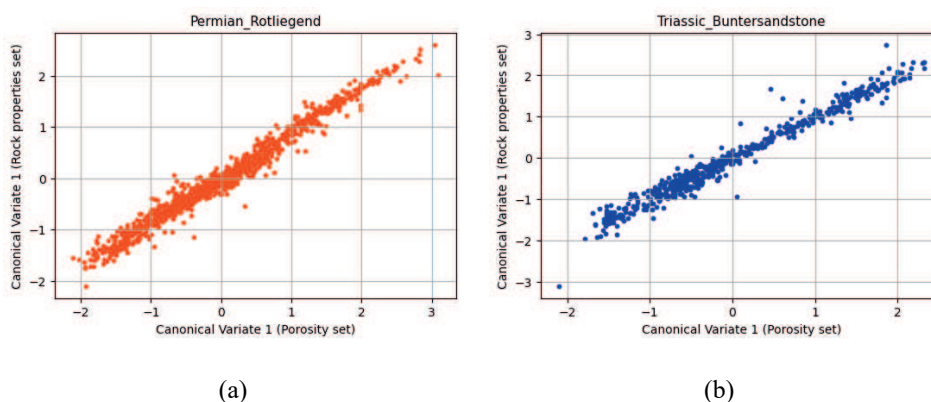 Permian_Rotliegend
Canonical Variate 1 (Rock properties set)
2
1
0
−1
−2
−2
−1
0
1
2
3
Canonical Variate 1 (Porosity set)
(a)
Triassic_Buntersandstone
Canonical Variate 1 (Rock properties set)
3
2
1
0
−1
−2
−3
−2
−1
0
1
2
Canonical Variate 1 (Porosity set)
(b)